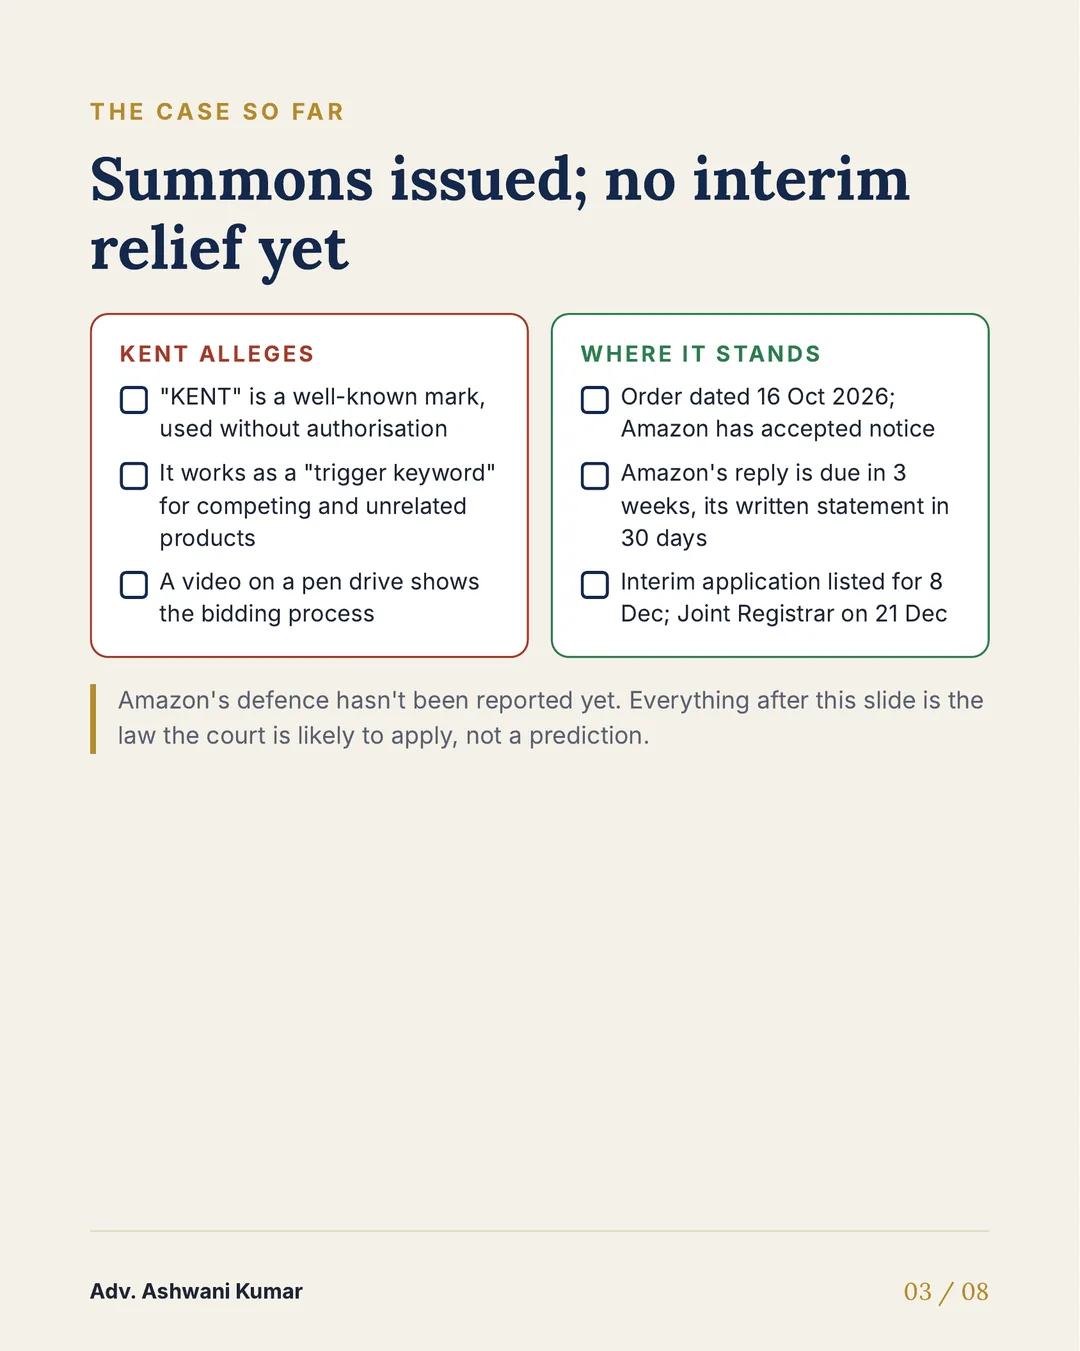 THE CASE SO FAR
Summons issued; no interim
relief yet
KENT ALLEGES
"KENT" is a well-known mark,
used without authorisation
It works as a "trigger keyword"
for competing and unrelated
products
A video on a pen drive shows
the bidding process
WHERE IT STANDS
Order dated 16 Oct 2026;
Amazon has accepted notice
Amazon's reply is due in 3
weeks, its written statement in
30 days
Interim application listed for 8
Dec; Joint Registrar on 21 Dec
Amazon's defence hasn't been reported yet. Everything after this slide is the
law the court is likely to apply, not a prediction.
Adv. Ashwani Kumar
03 / 08